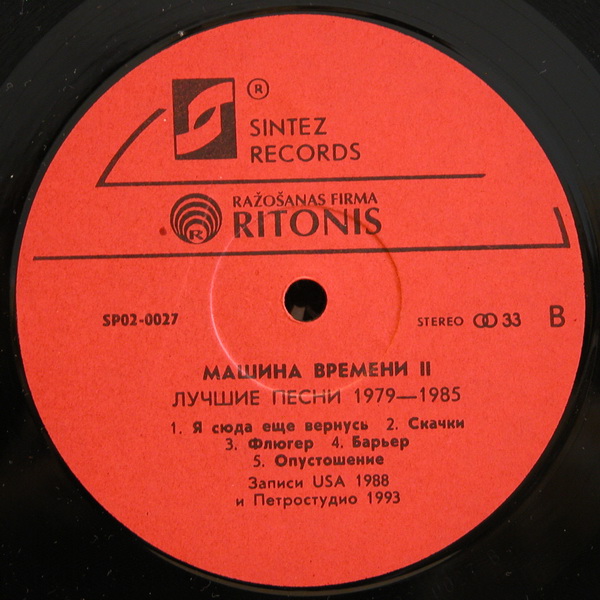 ®
SINTEZ
RECORDS
RAŽOŠANAS FIRMA
RITONIS
®
SP02-0027
STEREO 33 B
МАШИНА ВРЕМЕНИ II
ЛУЧШИЕ ПЕСНИ 1979—1985
1. Я сюда еще вернусь 2. Скачки
3. Флюгер 4. Барьер
5. Опустошение
Записи USA 1988
и Петростудио 1993